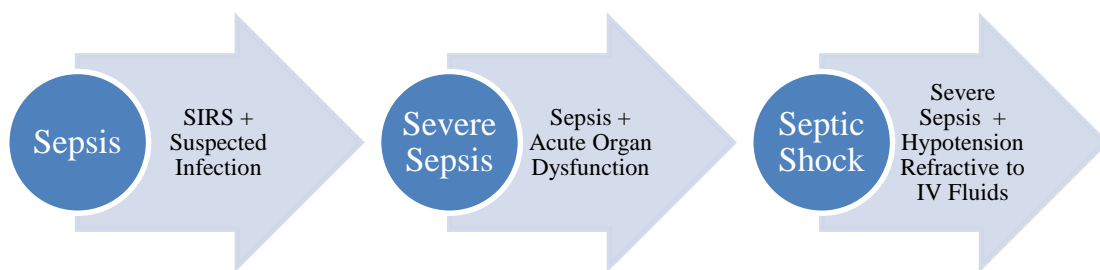 Sepsis
SIRS +
Suspected
Infection
Severe
Sepsis
Sepsis +
Acute Organ
Dysfunction
Septic
Shock
Severe
Sepsis +
Hypotension
Refractive to
IV Fluids